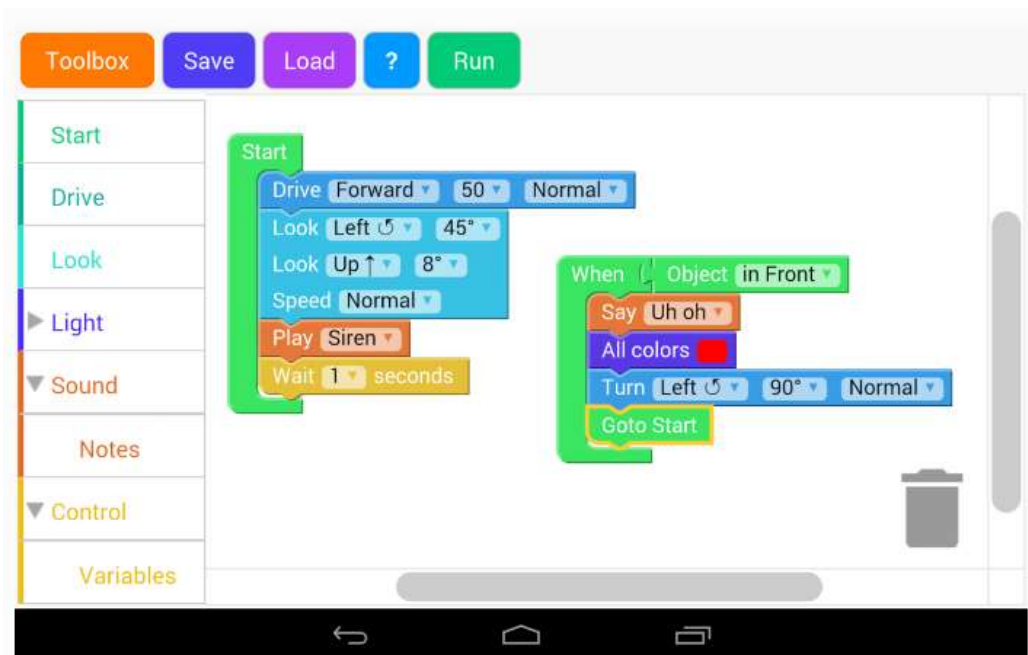 Toolbox Save Load ? Run
Start
Drive
Look
Light
Sound
Notes
Control
Variables
Start
Drive Forward 50 Normal
Look Left ↺ 45°
Look Up ↑ 8°
Speed Normal
Play Siren
Wait 1 seconds
When Object in Front
Say Uh oh
All colors
Turn Left ↺ 90° Normal
Goto Start